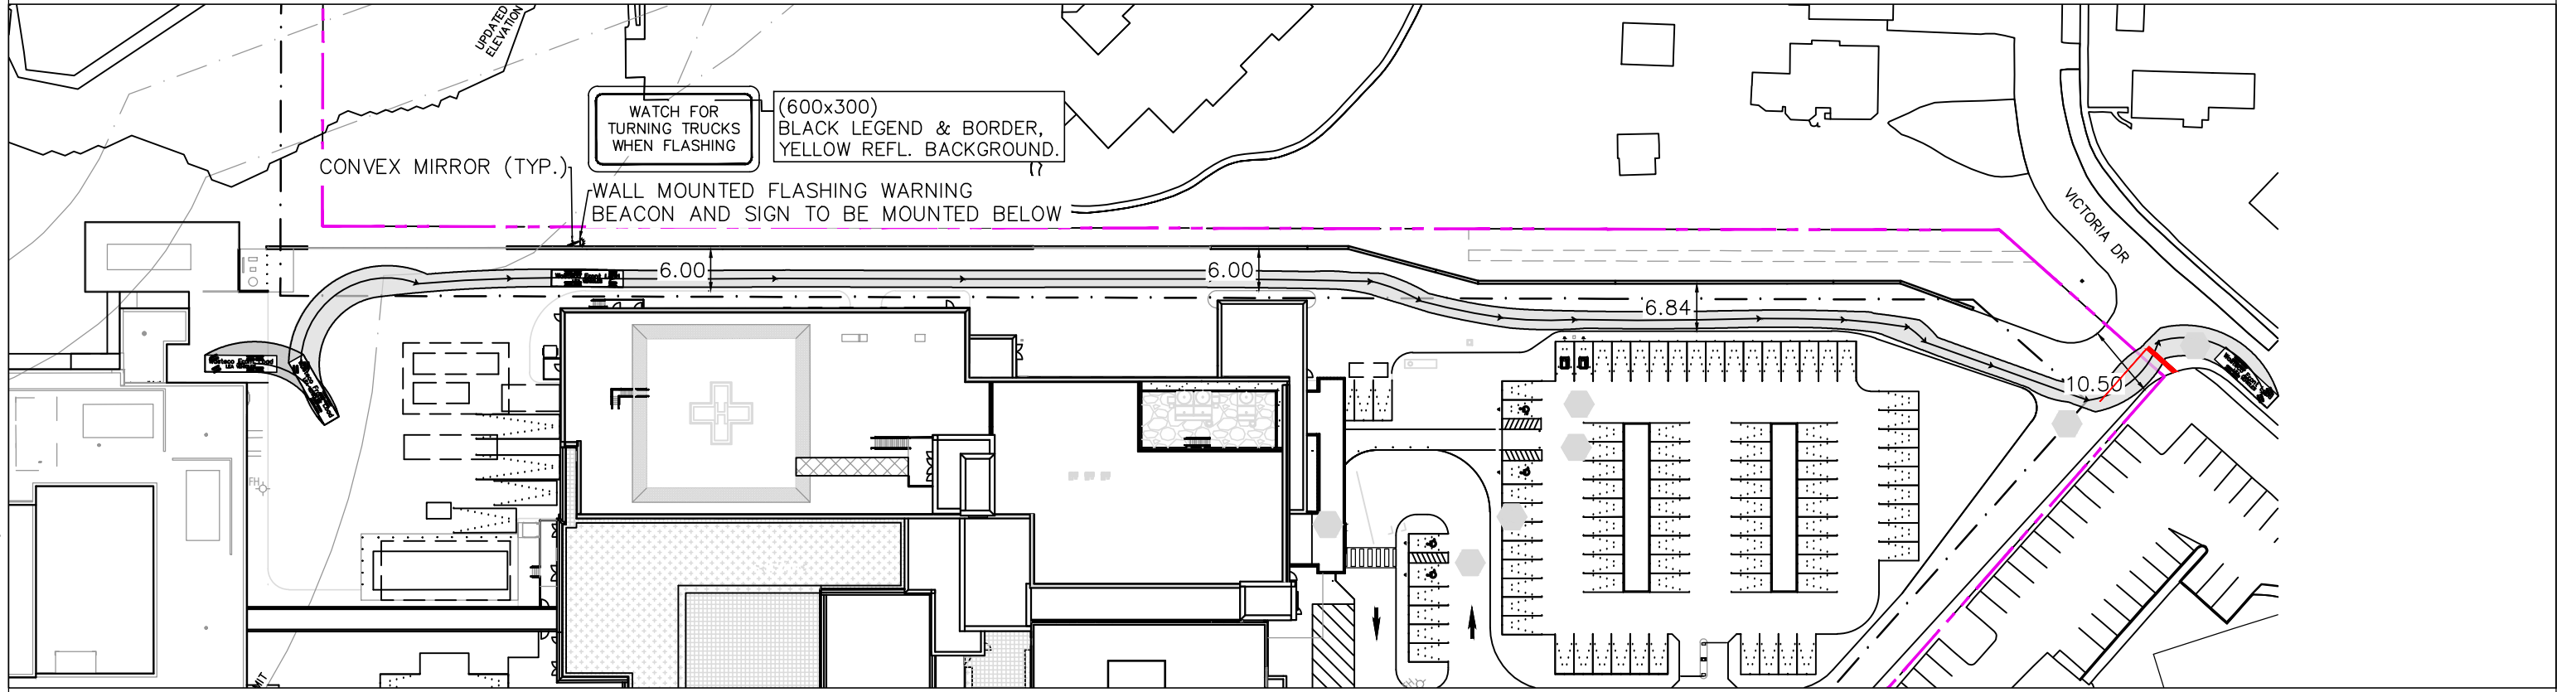 UPDATED
ELEVATION
WATCH FOR
TURNING TRUCKS
WHEN FLASHING
(600x300)
BLACK LEGEND & BORDER,
YELLOW REFL. BACKGROUND.
CONVEX MIRROR (TYP.)
WALL MOUNTED FLASHING WARNING
BEACON AND SIGN TO BE MOUNTED BELOW
VICTORIA DR
6.00
6.00
6.84
10.50
FH